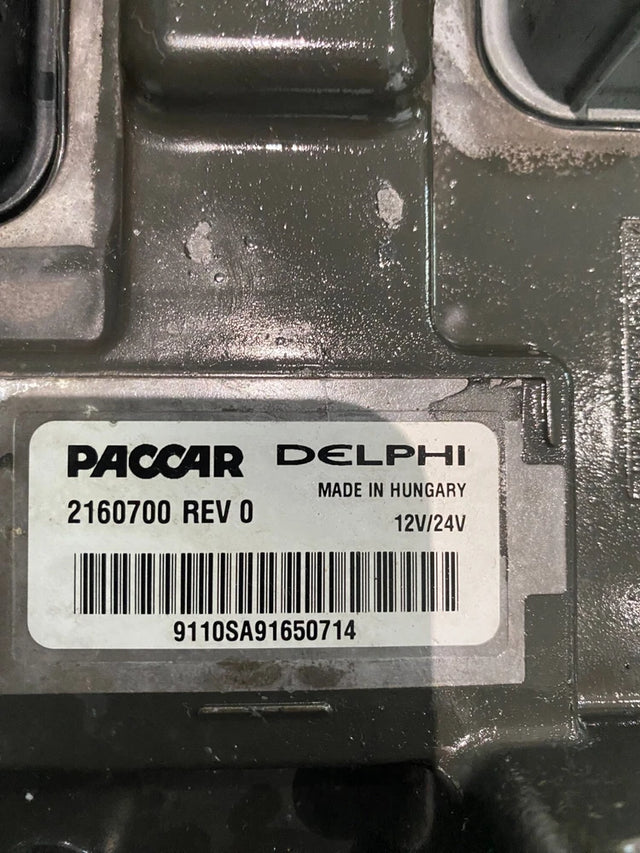 PACCAR DELPHI
MADE IN HUNGARY
2160700 REV 0
12V/24V
9110SA91650714